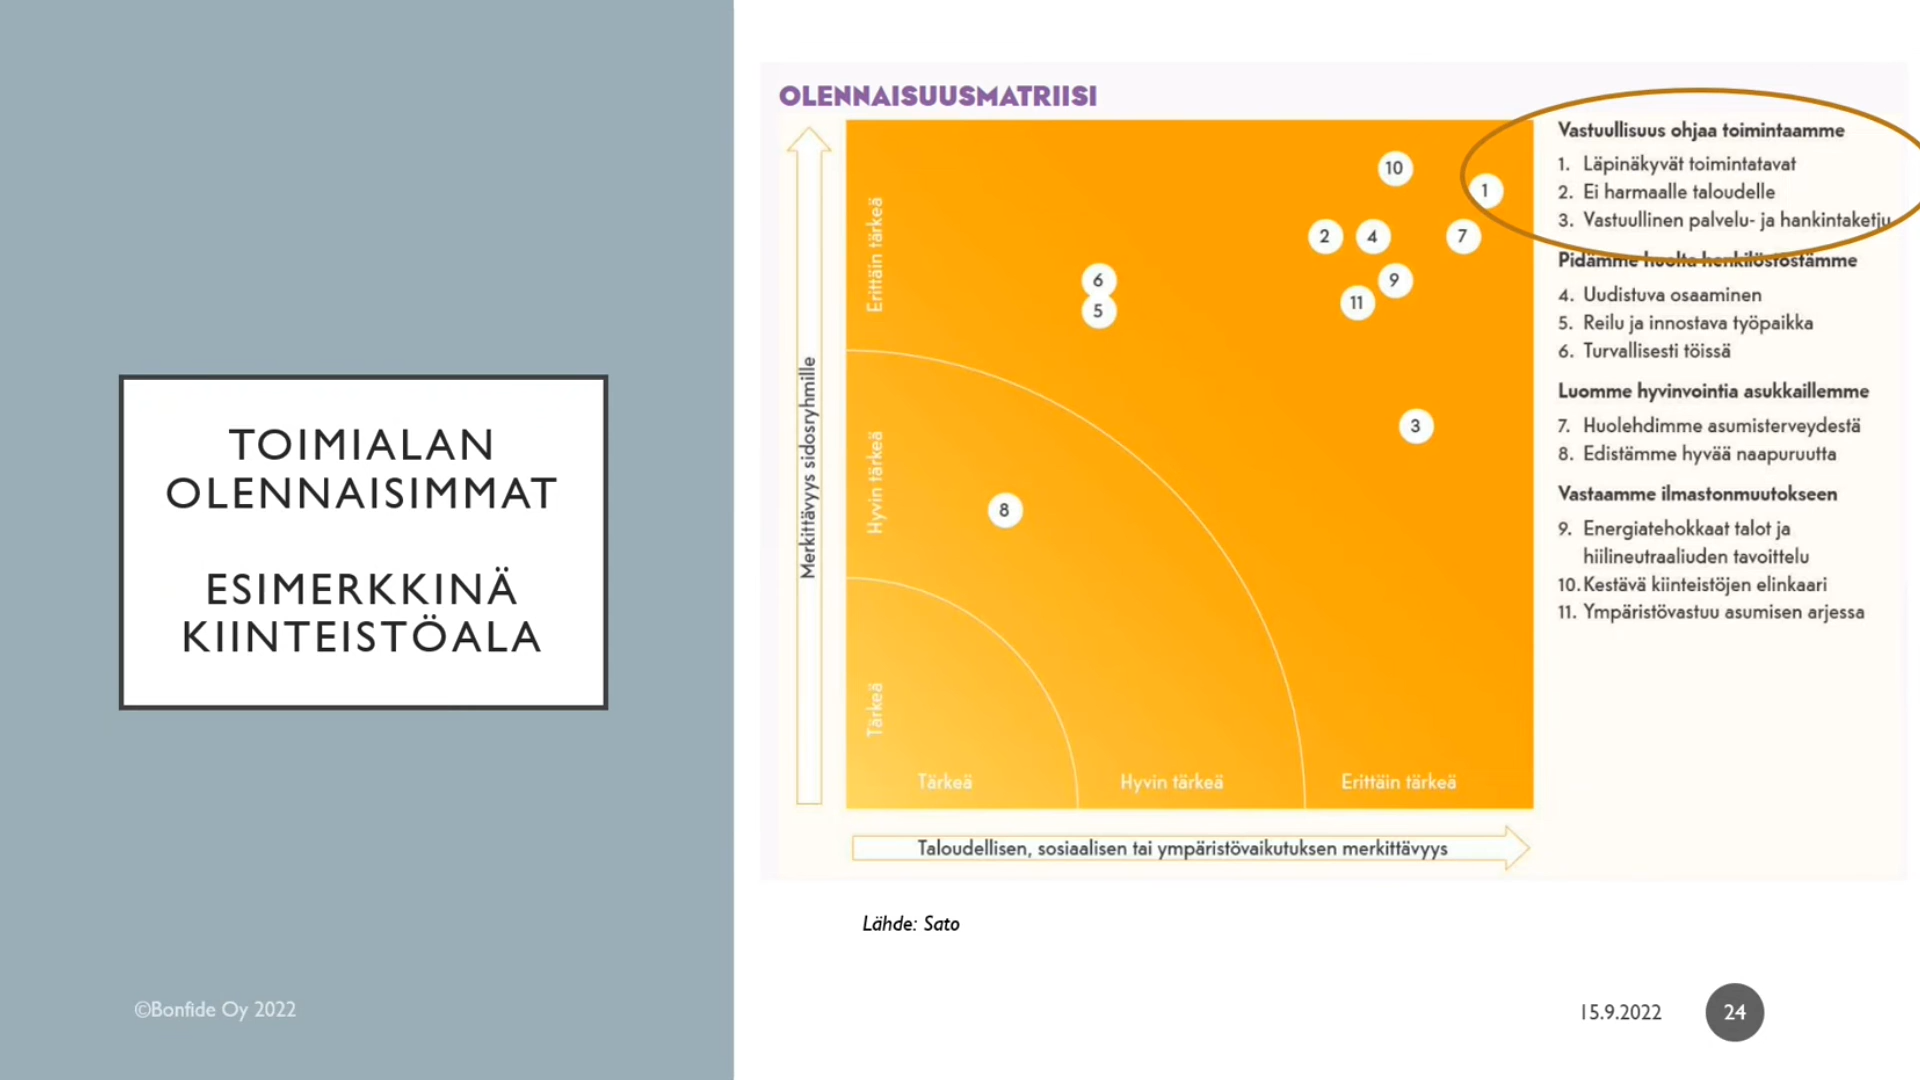 TOIMIALAN
OLENNAISIMMAT
ESIMERKKINÄ
KIINTEISTÖALA
©Bonfide Oy 2022
OLENNAISUUSMATRIISI
Merkittävyys sidosryhmille
Erittäin tärkeä
Hyvin tärkeä
Tärkeä
10
1
2
4
7
6
9
5
11
3
8
Tärkeä
Hyvin tärkeä
Erittäin tärkeä
Taloudellisen, sosiaalisen tai ympäristövaikutuksen merkittävyys
Vastuullisuus ohjaa toimintaamme
1. Läpinäkyvät toimintatavat
2. Ei harmaalle taloudelle
3. Vastuullinen palvelu- ja hankintaketju
Pidämme huolta henkilöstöstämme
4. Uudistuva osaaminen
5. Reilu ja innostava työpaikka
6. Turvallisesti töissä
Luomme hyvinvointia asukkaillemme
7. Huolehdimme asumisterveydestä
8. Edistämme hyvää naapuruutta
Vastaamme ilmastonmuutokseen
9. Energiatehokkaat talot ja
hiilineutraaliuden tavoittelu
10. Kestävä kiinteistöjen elinkaari
11. Ympäristövastuu asumisen arjessa
Lähde: Sato
15.9.2022
24